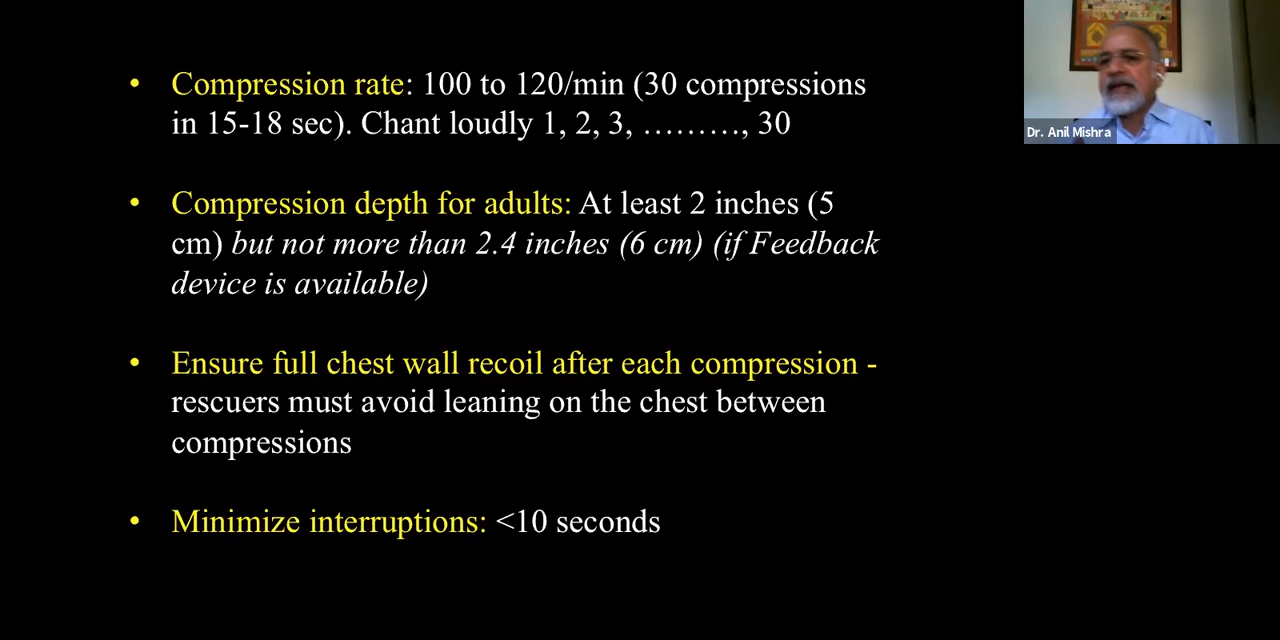 • Compression rate: 100 to 120/min (30 compressions
in 15-18 sec). Chant loudly 1, 2, 3, ………, 30
• Compression depth for adults: At least 2 inches (5
cm) but not more than 2.4 inches (6 cm) (if Feedback
device is available)
• Ensure full chest wall recoil after each compression -
rescuers must avoid leaning on the chest between
compressions
• Minimize interruptions: <10 seconds
Dr. Anil Mishra